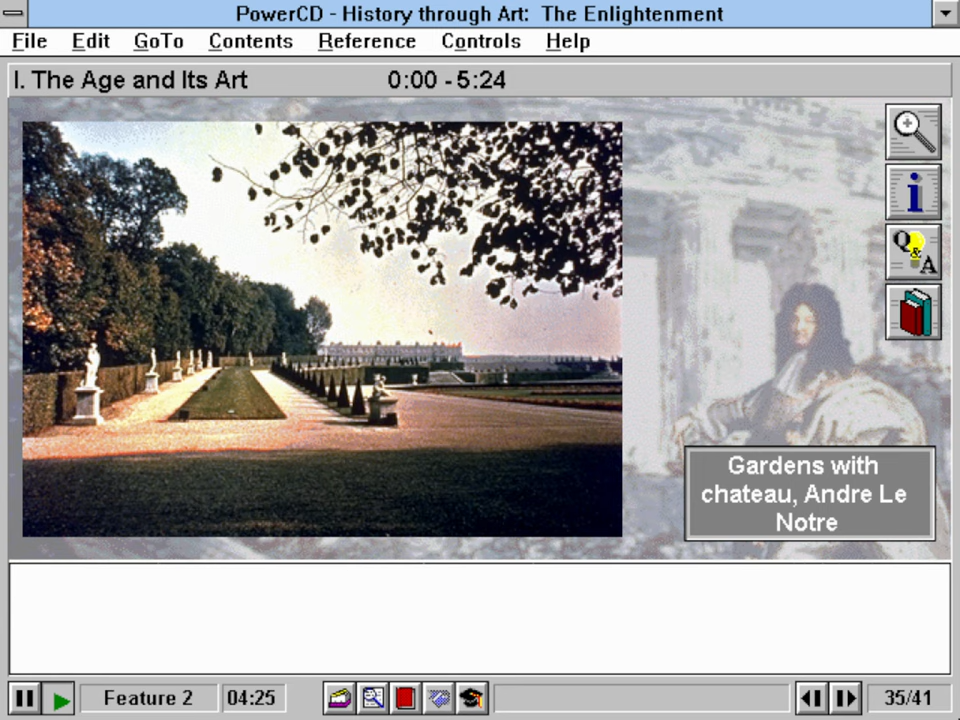 PowerCD - History through Art: The Enlightenment
File Edit GoTo Contents Reference Controls Help
I. The Age and Its Art 0:00 - 5:24
Q & A
Gardens with
chateau, Andre Le
Notre
Feature 2 04:25 35/41